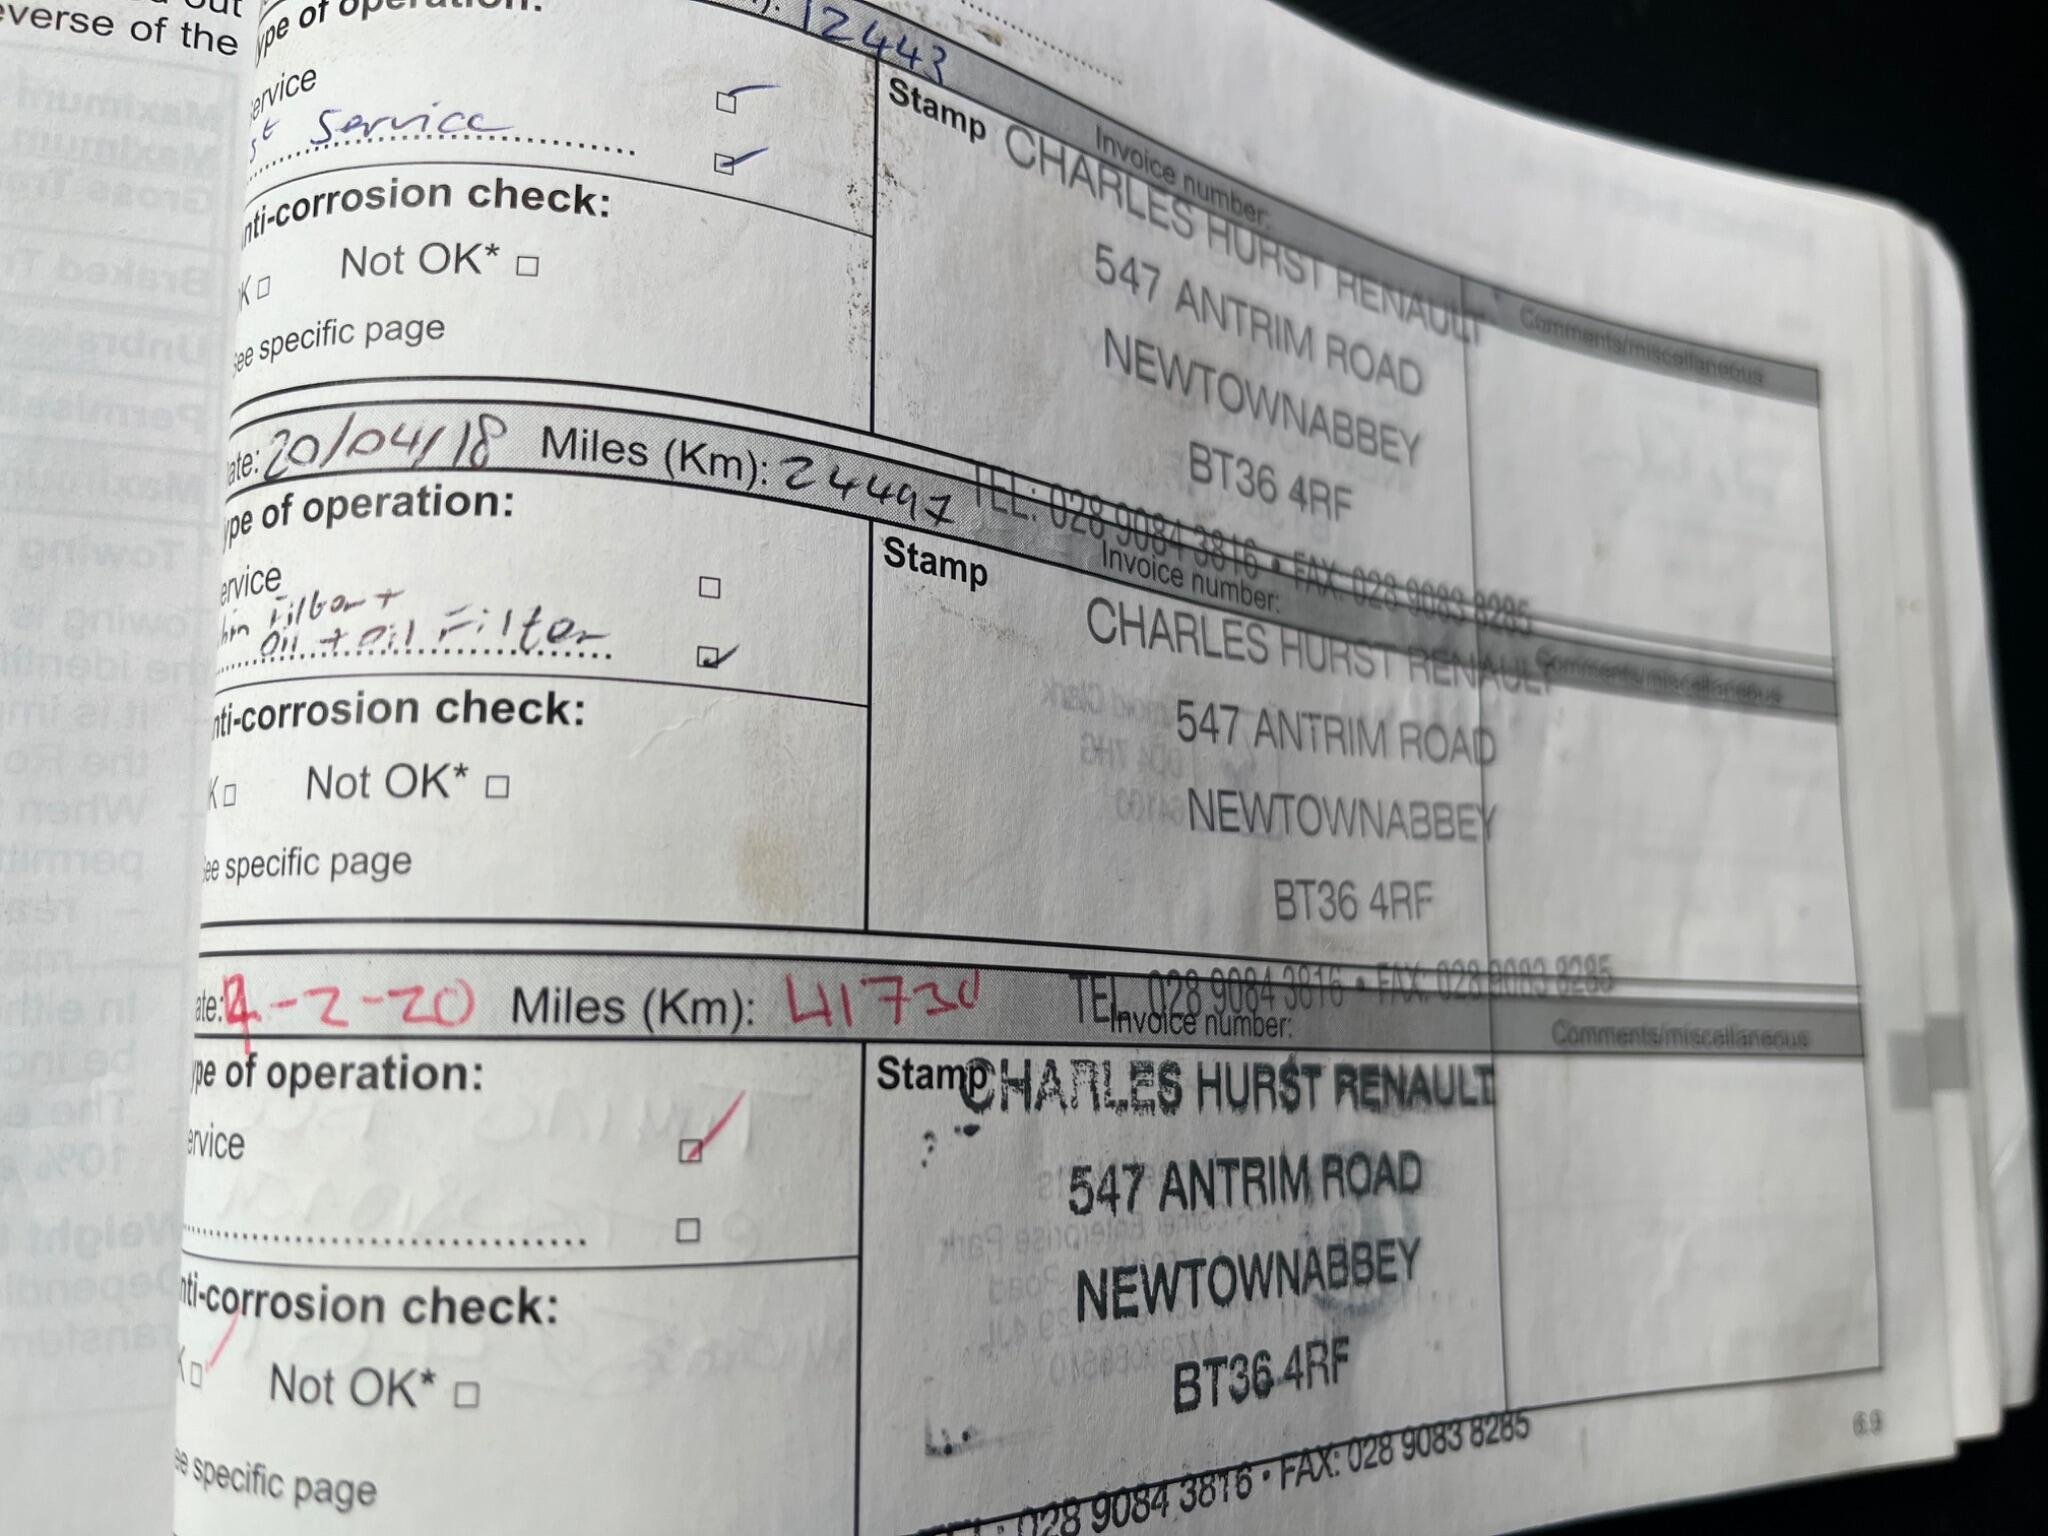 out
everse of the
ype of operation:
12443
ervice
st Service
Stamp
Invoice number:
Comments/miscellaneous
CHARLES HURST RENAULT
547 ANTRIM ROAD
NEWTOWNABBEY
BT36 4RF
TEL: 028 9084 3816 • FAX: 028 9083 8285
nti-corrosion check:
K □ Not OK* □
ee specific page
ate: 20/04/18 Miles (Km): 24497
Invoice number:
Comments/miscellaneous
ype of operation:
ervice
Filter +
Oil + Oil Filter
Stamp
CHARLES HURST RENAULT
547 ANTRIM ROAD
NEWTOWNABBEY
BT36 4RF
TEL: 028 9084 3816 • FAX: 028 9083 8285
nti-corrosion check:
K □ Not OK* □
ee specific page
ate: 4-2-20 Miles (Km): 41730
Invoice number:
Comments/miscellaneous
ype of operation:
ervice
Stamp
CHARLES HURST RENAULT
547 ANTRIM ROAD
NEWTOWNABBEY
BT36 4RF
TEL: 028 9084 3816 • FAX: 028 9083 8285
nti-corrosion check:
K □ Not OK* □
ee specific page
69